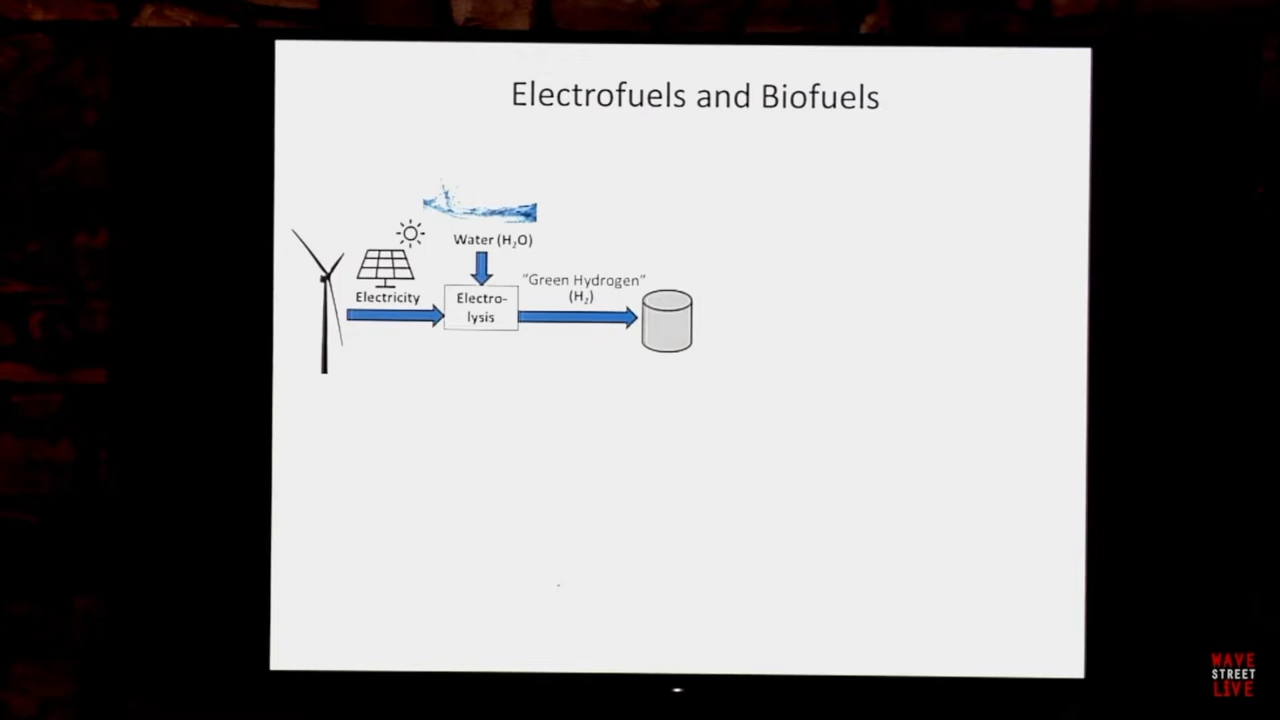 Electrofuels and Biofuels
Water (H₂O)
"Green Hydrogen"
(H₂)
Electricity
Electro-
lysis
WAVE
STREET
LIVE